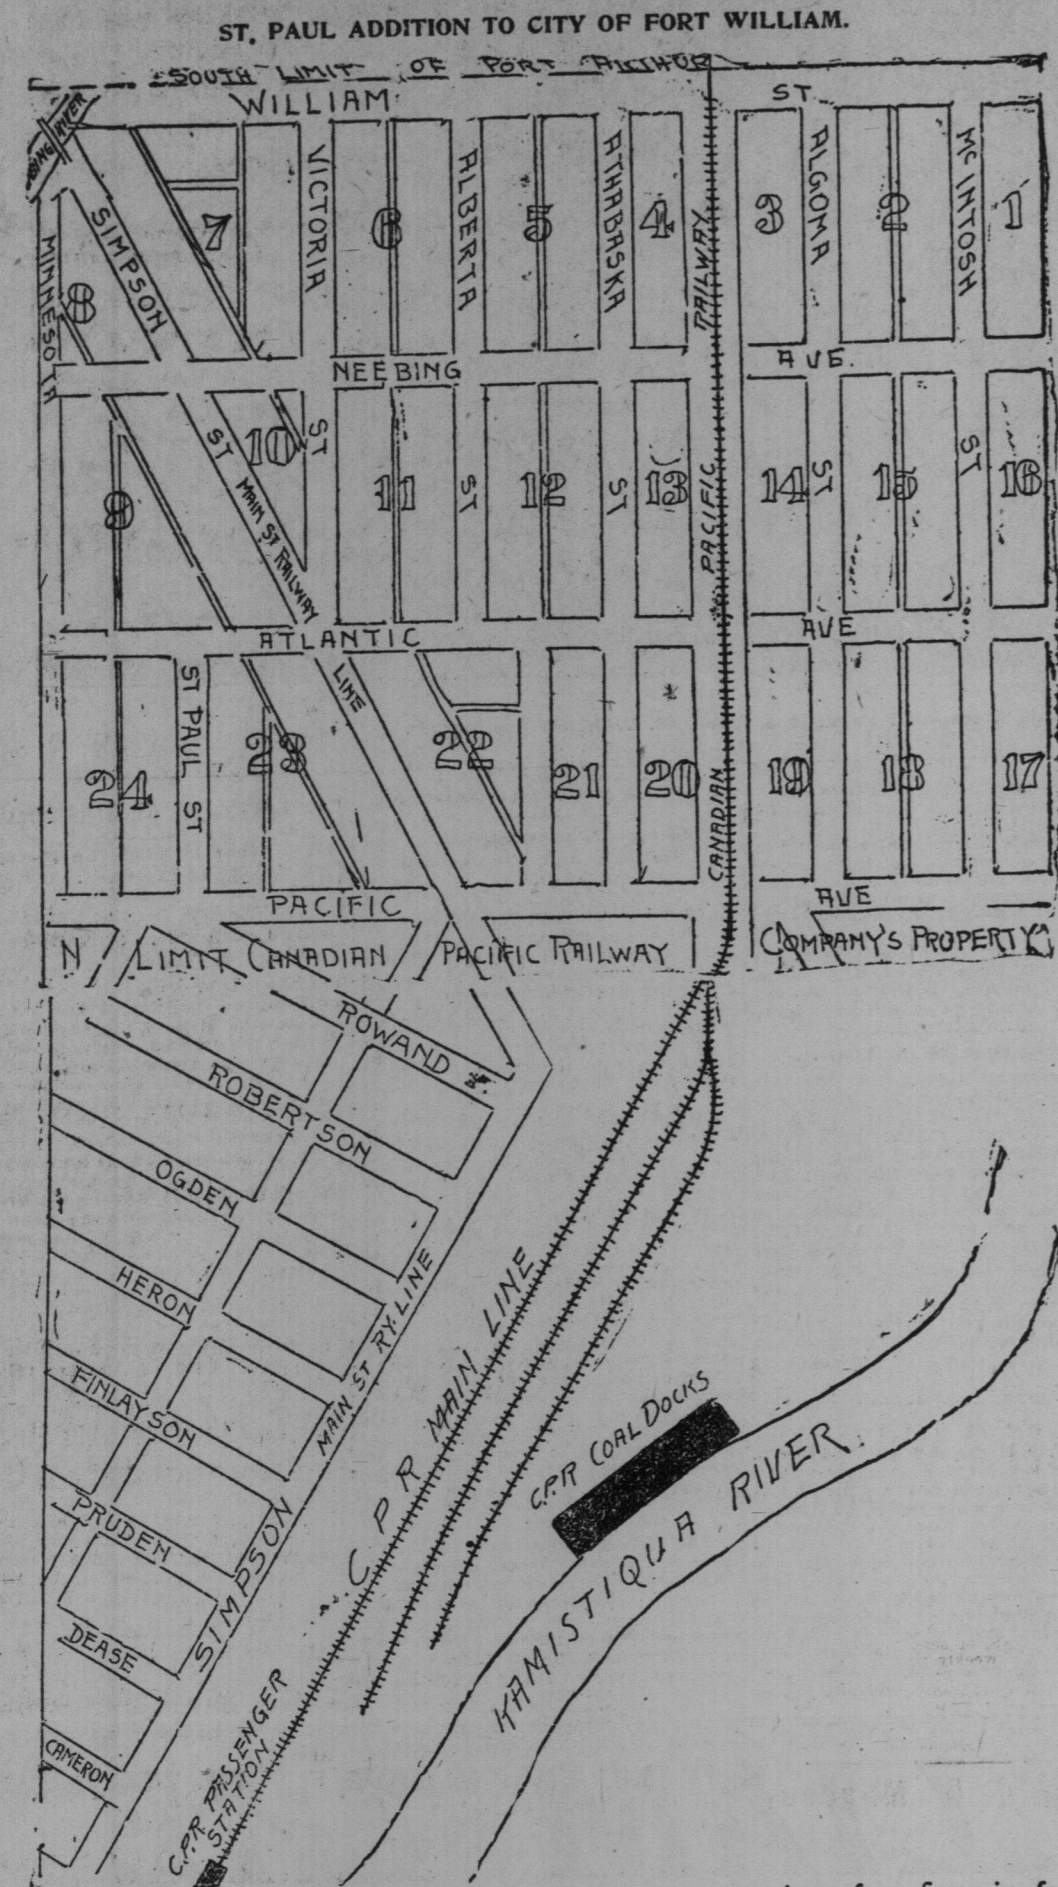 ST. PAUL ADDITION TO CITY OF FORT WILLIAM.
SOUTH LIMIT OF PORT ARTHUR
WILLIAM ST.
RIVER
MINNESOTA
SIMPSON
VICTORIA
ALBERTA
ATHABASKA
RAILWAY
ALGOMA
MCINTOSH
8
7
6
5
4
3
2
1
NEEBING AVE.
9
10
11
12
13
14
15
16
ST
MAIN ST RAILWAY
ST
ST
ST
PACIFIC
ST
ST
ATLANTIC AVE
24
ST PAUL ST
23
LINE
22
21
20
CANADIAN
19
18
17
PACIFIC AVE
N LIMIT CANADIAN PACIFIC RAILWAY COMPANY'S PROPERTY
ROWAND
ROBERTSON
OGDEN
HERON
FINLAYSON
PRUDEN
DEASE
CAMERON
SIMPSON
MAIN ST RY. LINE
C P R MAIN LINE
C.P.R COAL DOCKS
KAMISTIQUA RIVER
C.P.R PASSENGER
STATION